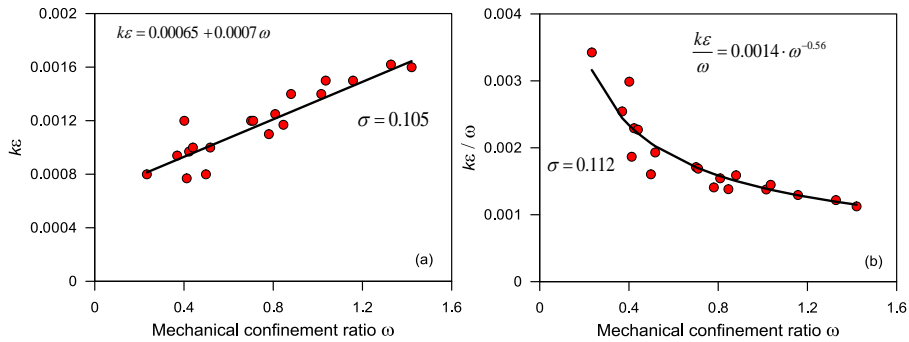 0.002
kε = 0.00065 + 0.0007 ω
0.0016
0.0012
σ = 0.105
kε
0.0008
0.0004
(a)
0
0 0.4 0.8 1.2 1.6
Mechanical confinement ratio ω
0.004
kε/ω = 0.0014 · ω^-0.56
0.003
kε / ω
0.002
σ = 0.112
0.001
(b)
0
0 0.4 0.8 1.2 1.6
Mechanical confinement ratio ω